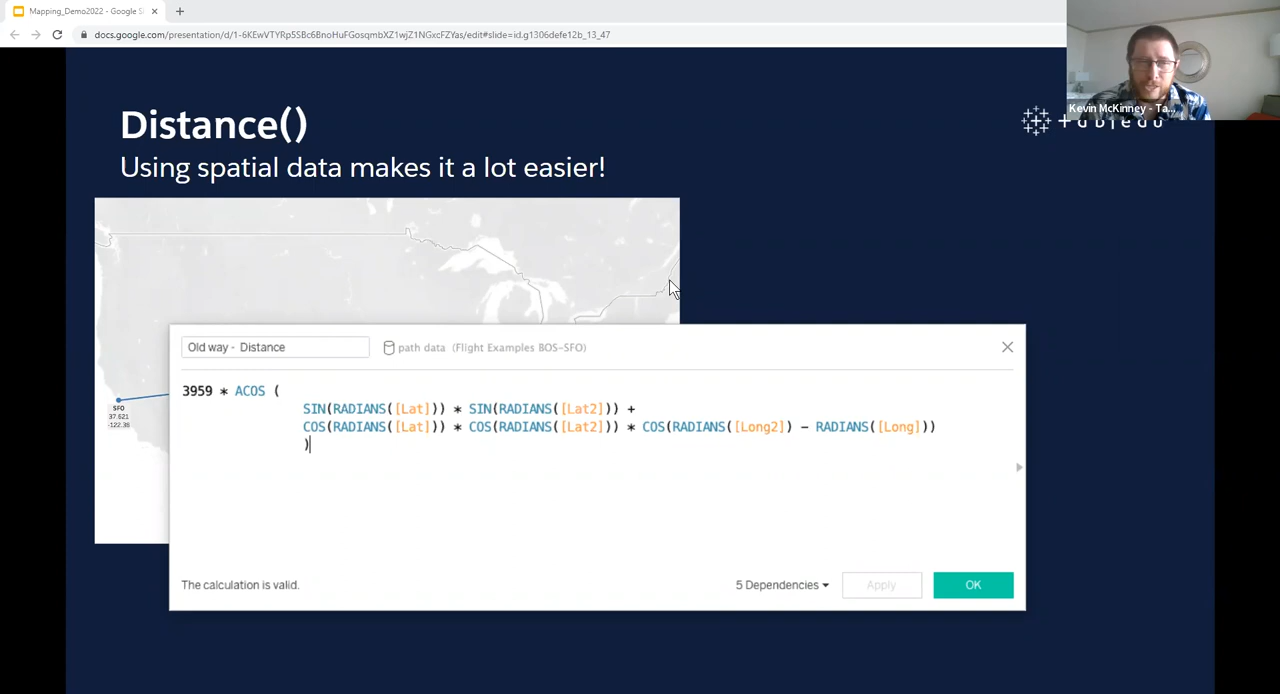 Mapping_Demo2022 - Google S
docs.google.com/presentation/d/1-6KEwVTYRp5SBc6BnoHuFGosqmbXZ1wjZ1NGxcFZYas/edit#slide=id.g1306defe12b_13_47
Kevin McKinney - Ta...
Distance()
+ a b l e a u
Using spatial data makes it a lot easier!
Old way - Distance
path data (Flight Examples BOS-SFO)
3959 * ACOS (
SIN(RADIANS([Lat])) * SIN(RADIANS([Lat2])) +
COS(RADIANS([Lat])) * COS(RADIANS([Lat2])) * COS(RADIANS([Long2]) - RADIANS([Long]))
)
SFO
37.621
-122.38
The calculation is valid.
5 Dependencies
Apply
OK